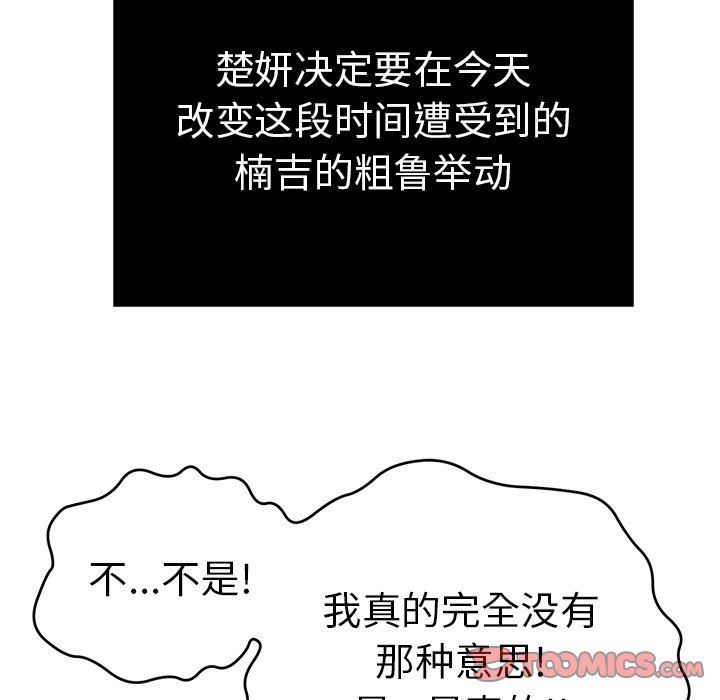 楚妍决定要在今天
改变这段时间遭受到的
楠吉的粗鲁举动
不...不是!
我真的完全没有
那种意思!
TOOMICS.COM